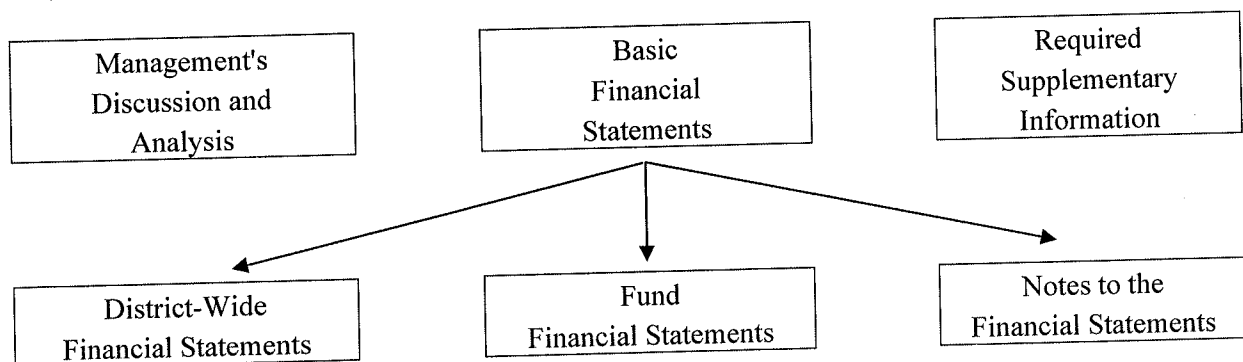 Management's
Discussion and
Analysis
Basic
Financial
Statements
Required
Supplementary
Information
District-Wide
Financial Statements
Fund
Financial Statements
Notes to the
Financial Statements